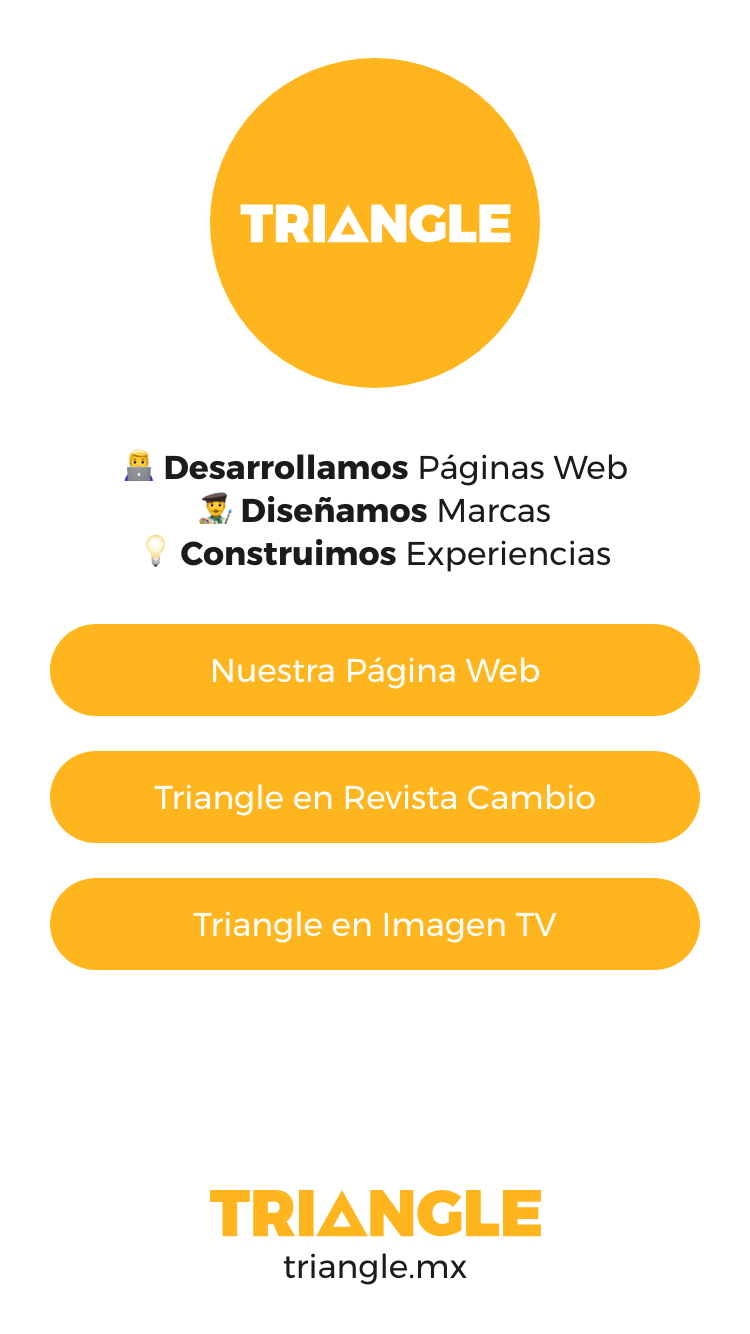 TRIANGLE
👨‍💻 Desarrollamos Páginas Web
👨‍🎨 Diseñamos Marcas
💡 Construimos Experiencias
Nuestra Página Web
Triangle en Revista Cambio
Triangle en Imagen TV
TRIANGLE
triangle.mx